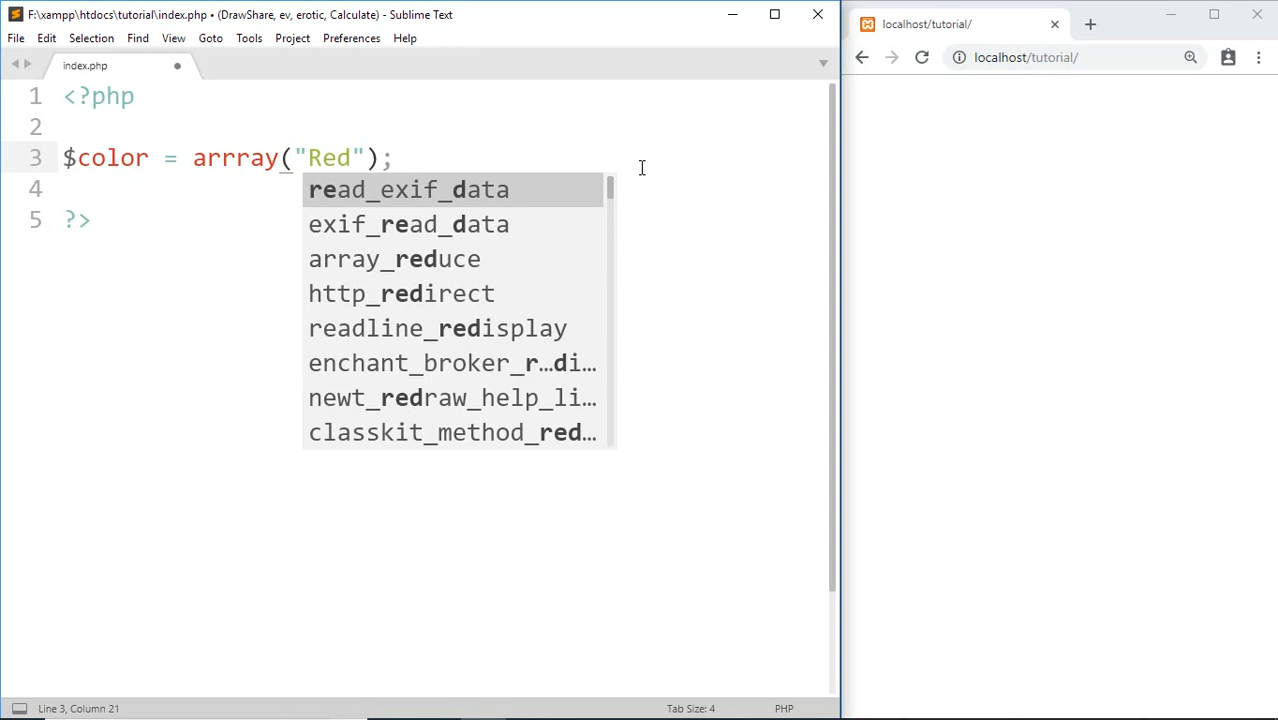 F:\xampp\htdocs\tutorial\index.php • (DrawShare, ev, erotic, Calculate) - Sublime Text
File Edit Selection Find View Goto Tools Project Preferences Help
index.php
1 <?php
2
3 $color = arrray("Red");
4
5 ?>
read_exif_data
exif_read_data
array_reduce
http_redirect
readline_redisplay
enchant_broker_r…di…
newt_redraw_help_li…
classkit_method_red…
Line 3, Column 21
Tab Size: 4
PHP
localhost/tutorial/
localhost/tutorial/